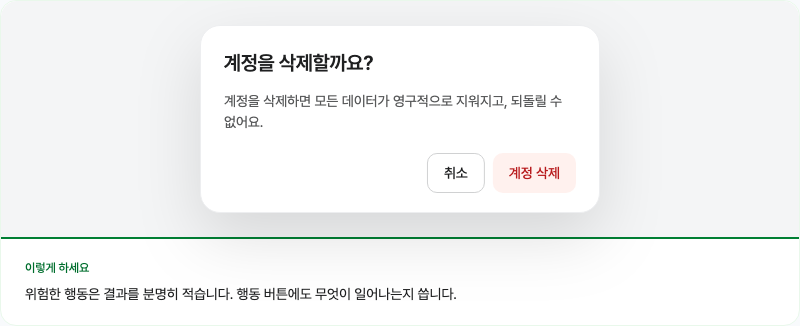 계정을 삭제할까요?
계정을 삭제하면 모든 데이터가 영구적으로 지워지고, 되돌릴 수
없어요.
취소
계정 삭제
이렇게 하세요
위험한 행동은 결과를 분명히 적습니다. 행동 버튼에도 무엇이 일어나는지 씁니다.